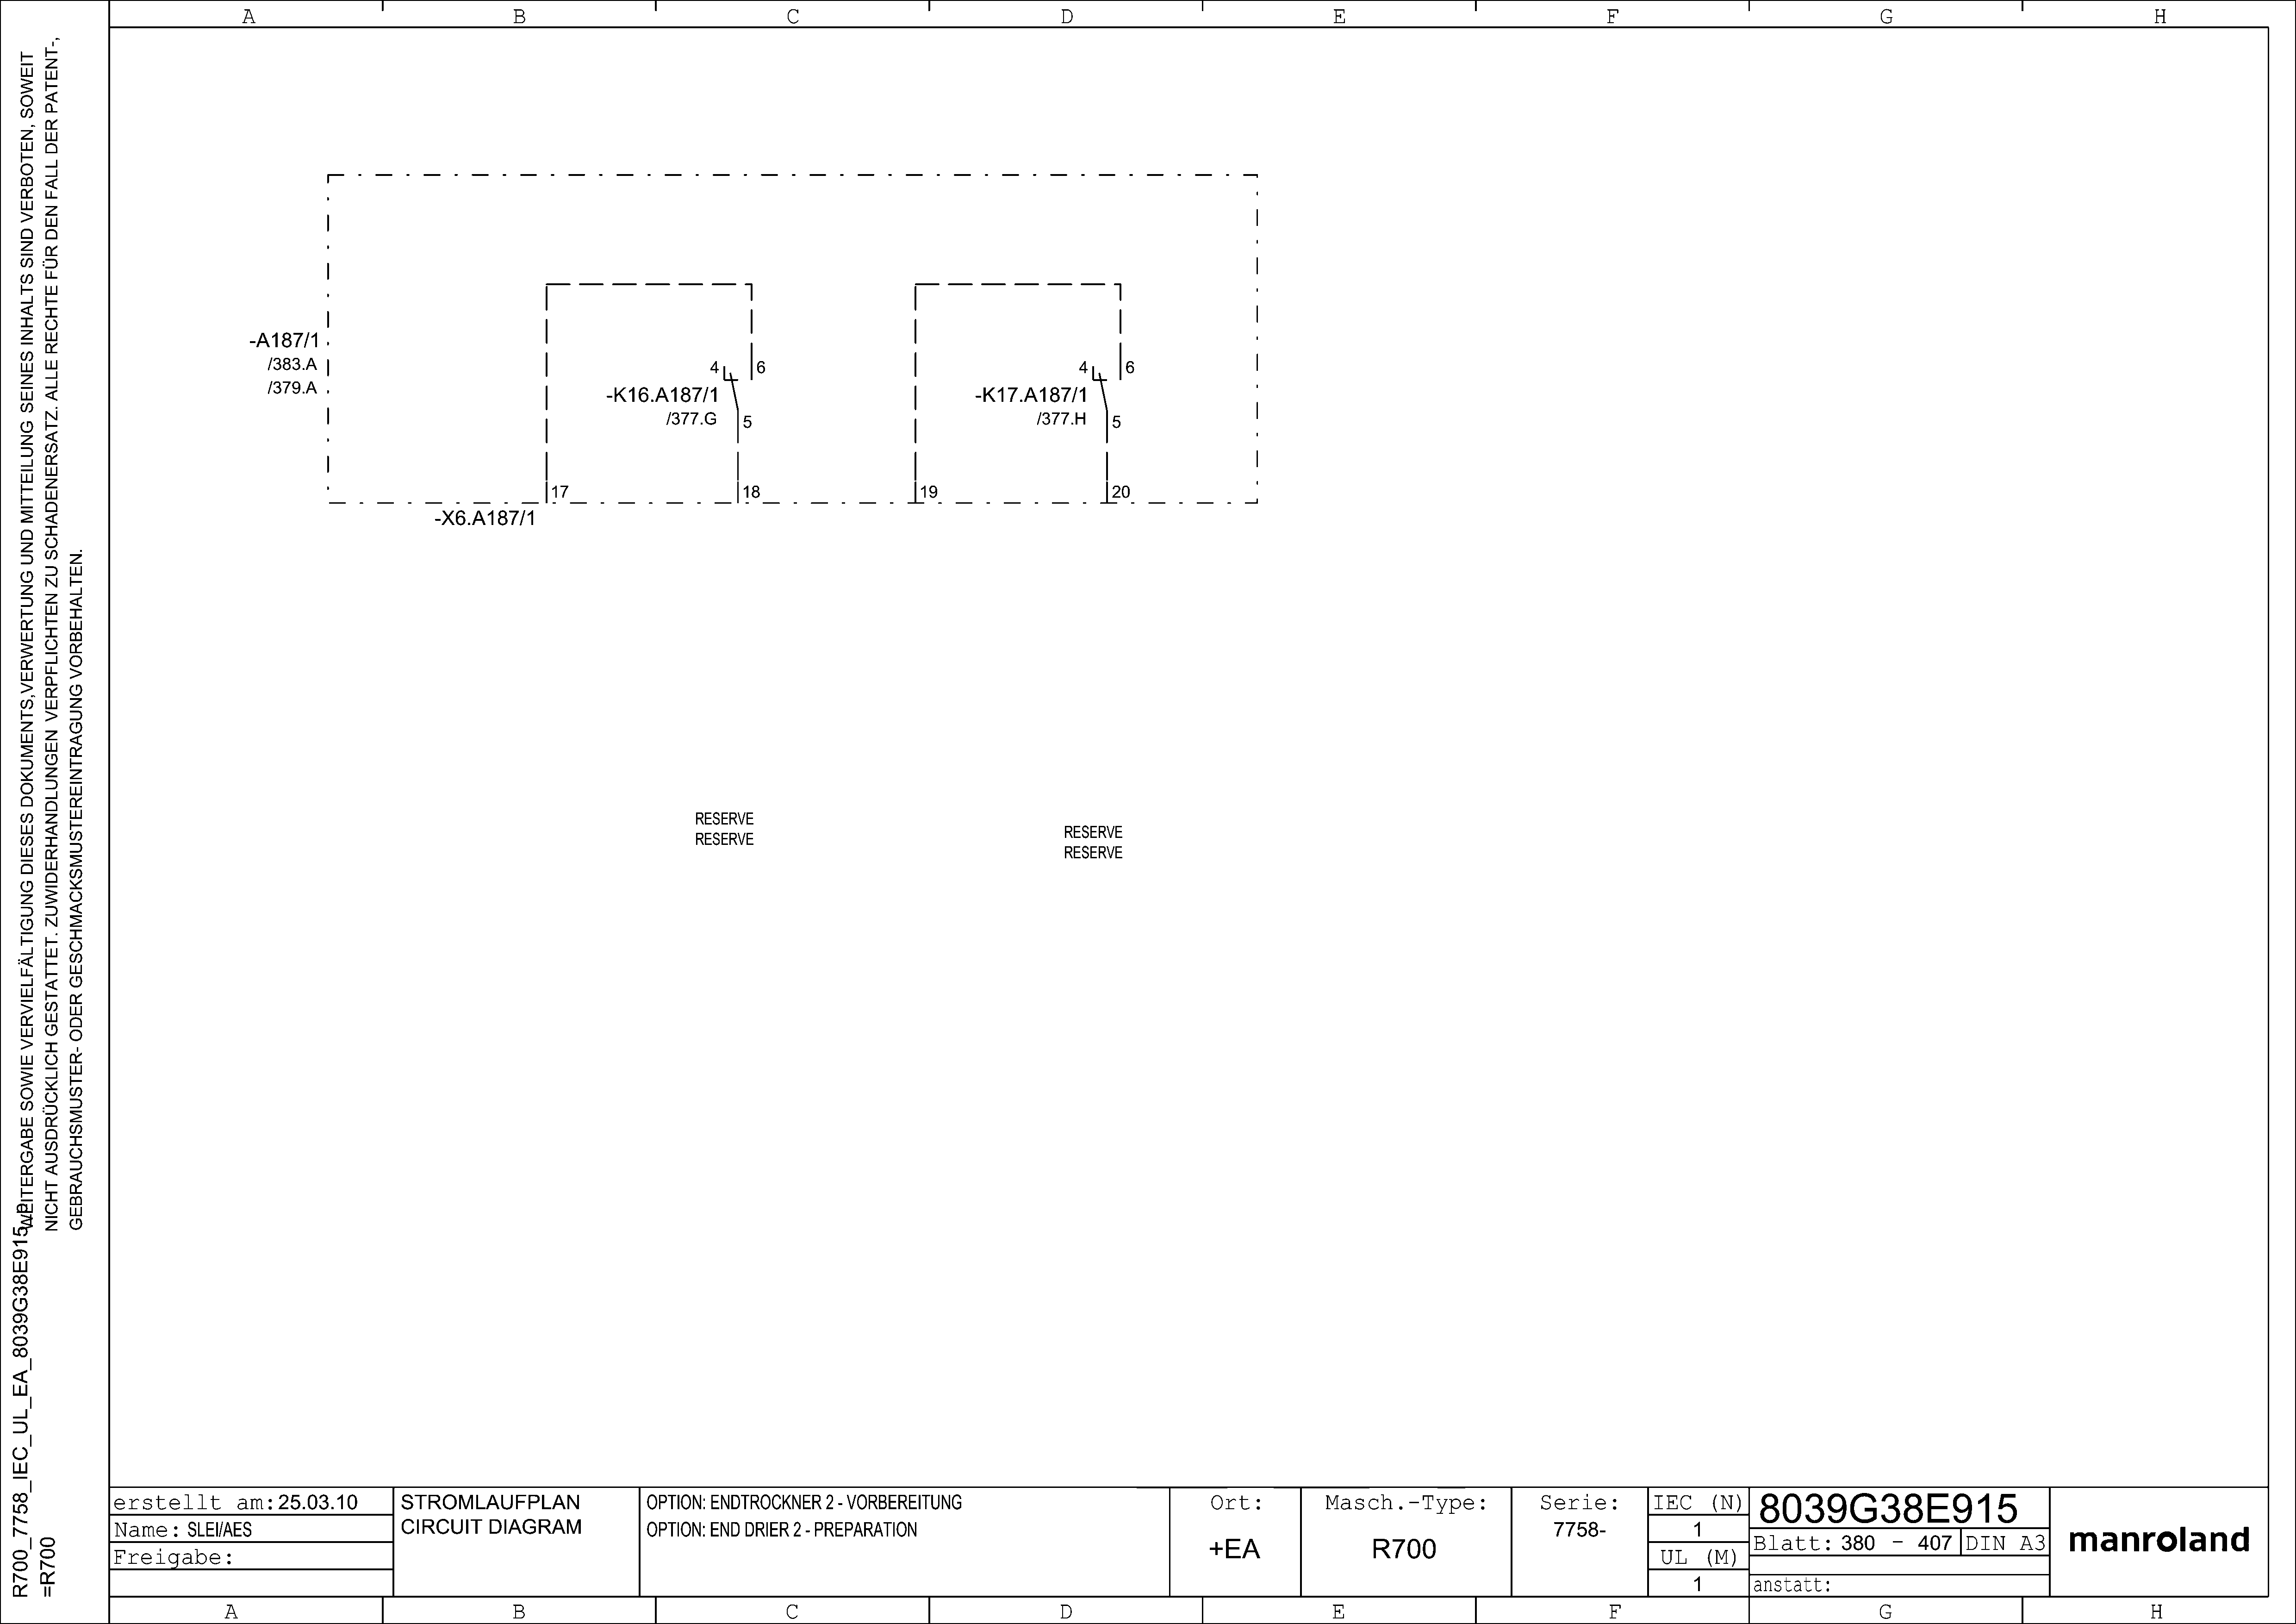 A B C D E F G H
WEITERGABE SOWIE VERVIELFÄLTIGUNG DIESES DOKUMENTS,VERWERTUNG UND MITTEILUNG SEINES INHALTS SIND VERBOTEN, SOWEIT
NICHT AUSDRÜCKLICH GESTATTET. ZUWIDERHANDLUNGEN VERPFLICHTEN ZU SCHADENERSATZ. ALLE RECHTE FÜR DEN FALL DER PATENT-,
GEBRAUCHSMUSTER- ODER GESCHMACKSMUSTEREINTRAGUNG VORBEHALTEN.
R700_7758_IEC_UL_EA_8039G38E915_D
=R700
-A187/1
/383.A
/379.A
4 6
-K16.A187/1
/377.G 5
4 6
-K17.A187/1
/377.H 5
17 18 19 20
-X6.A187/1
RESERVE
RESERVE
RESERVE
RESERVE
erstellt am: 25.03.10
Name: SLEI/AES
Freigabe:
STROMLAUFPLAN
CIRCUIT DIAGRAM
OPTION: ENDTROCKNER 2 - VORBEREITUNG
OPTION: END DRIER 2 - PREPARATION
Ort:
+EA
Masch.-Type:
R700
Serie:
7758-
IEC (N)
1
UL (M)
1
8039G38E915
Blatt: 380 - 407 DIN A3
anstatt:
manroland
A B C D E F G H